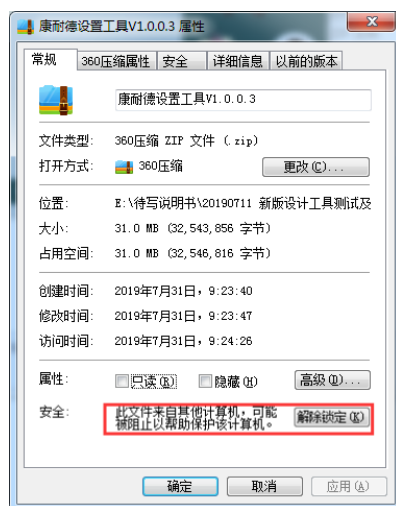 康耐德设置工具V1.0.0.3 属性
常规 360压缩属性 安全 详细信息 以前的版本
康耐德设置工具V1.0.0.3
文件类型: 360压缩 ZIP 文件 (.zip)
打开方式: 360压缩 更改(C)...
位置: E:\待写说明书\20190711 新版设计工具测试及
大小: 31.0 MB (32,543,856 字节)
占用空间: 31.0 MB (32,546,816 字节)
创建时间: 2019年7月31日，9:23:40
修改时间: 2019年7月31日，9:23:47
访问时间: 2019年7月31日，9:24:26
属性: 只读(R) 隐藏(H) 高级(D)...
安全: 此文件来自其他计算机，可能
被阻止以帮助保护该计算机。 解除锁定(K)
确定 取消 应用(A)